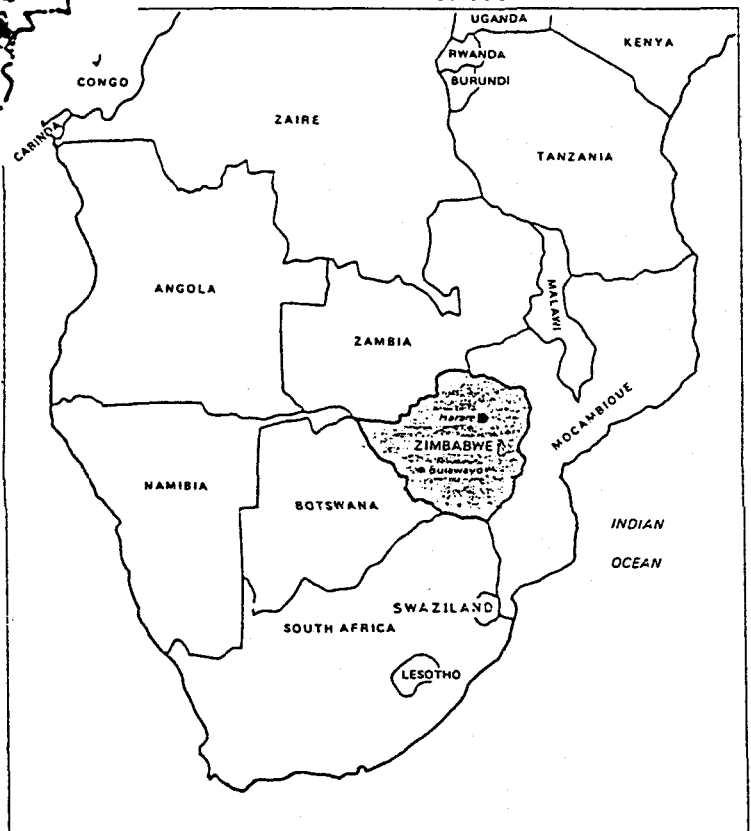 UGANDA
KENYA
RWANDA
CONGO
BURUNDI
ZAIRE
CABINDA
TANZANIA
ANGOLA
MALAWI
ZAMBIA
MOCAMBIQUE
Harare
ZIMBABWE
Bulawayo
NAMIBIA
BOTSWANA
INDIAN
OCEAN
SWAZILAND
SOUTH AFRICA
LESOTHO